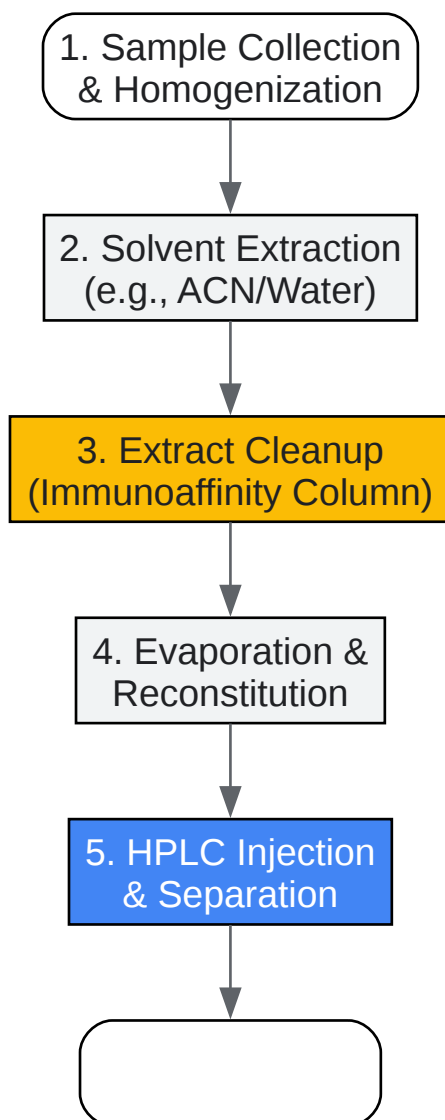 1. Sample Collection
& Homogenization
2. Solvent Extraction
(e.g., ACN/Water)
3. Extract Cleanup
(Immunoaffinity Column)
4. Evaporation &
Reconstitution
5. HPLC Injection
& Separation